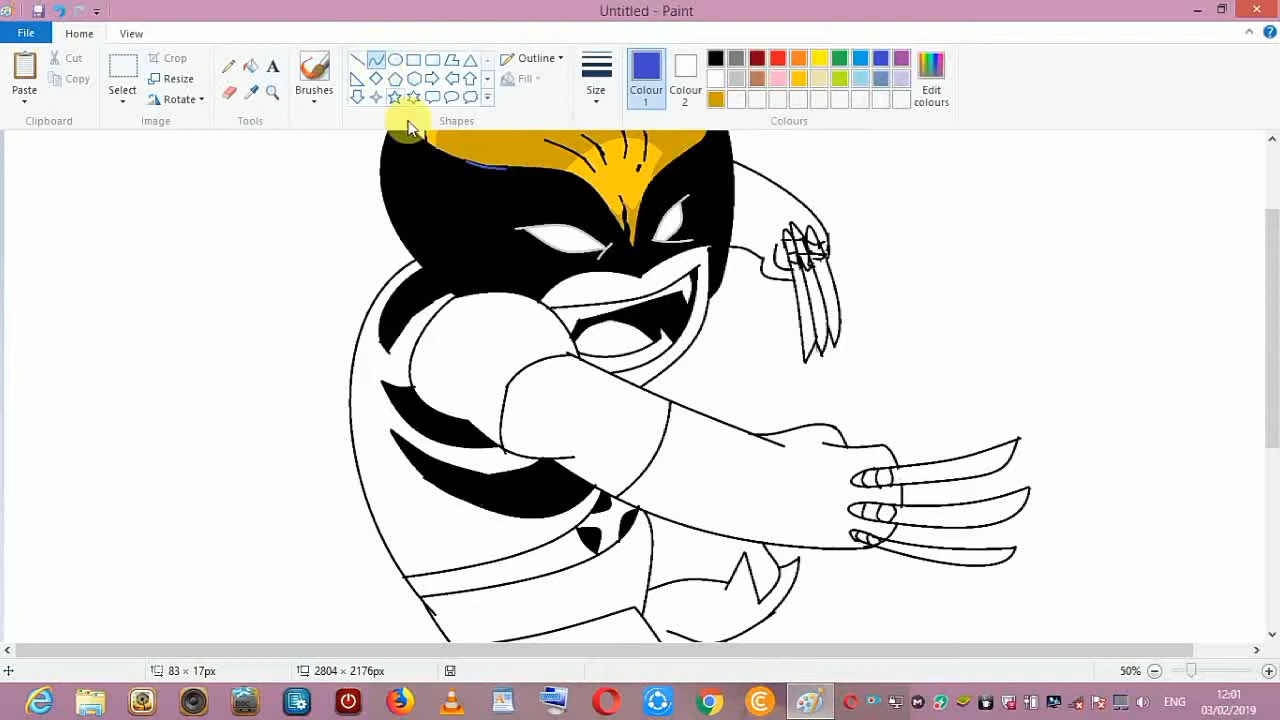 Untitled - Paint
File Home View
Paste
Cut
Copy
Clipboard
Select
Crop
Resize
Rotate
Image
A
Tools
Brushes
Outline
Fill
Shapes
Size
Colour 1
Colour 2
Edit colours
Colours
83 × 17px
2804 × 2176px
50%
DOC
ENG
12:01
03/02/2019